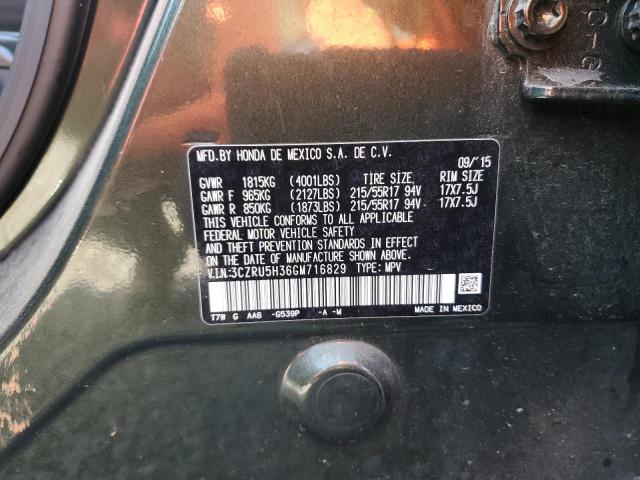 MFD.BY HONDA DE MEXICO S.A. DE C.V.
09/'15
GVWR 1815KG (4001LBS) TIRE SIZE RIM SIZE
GAWR F 965KG (2127LBS) 215/55R17 94V 17X7.5J
GAWR R 850KG (1873LBS) 215/55R17 94V 17X7.5J
THIS VEHICLE CONFORMS TO ALL APPLICABLE
FEDERAL MOTOR VEHICLE SAFETY BUMPER
AND THEFT PREVENTION STANDARDS IN EFFECT
ON THE DATE OF MANUFACTURE SHOWN ABOVE.
V.I.N:3CZRU5H36GM716829 TYPE: MPV
T7W G AA6 -G539P -A -M MADE IN MEXICO